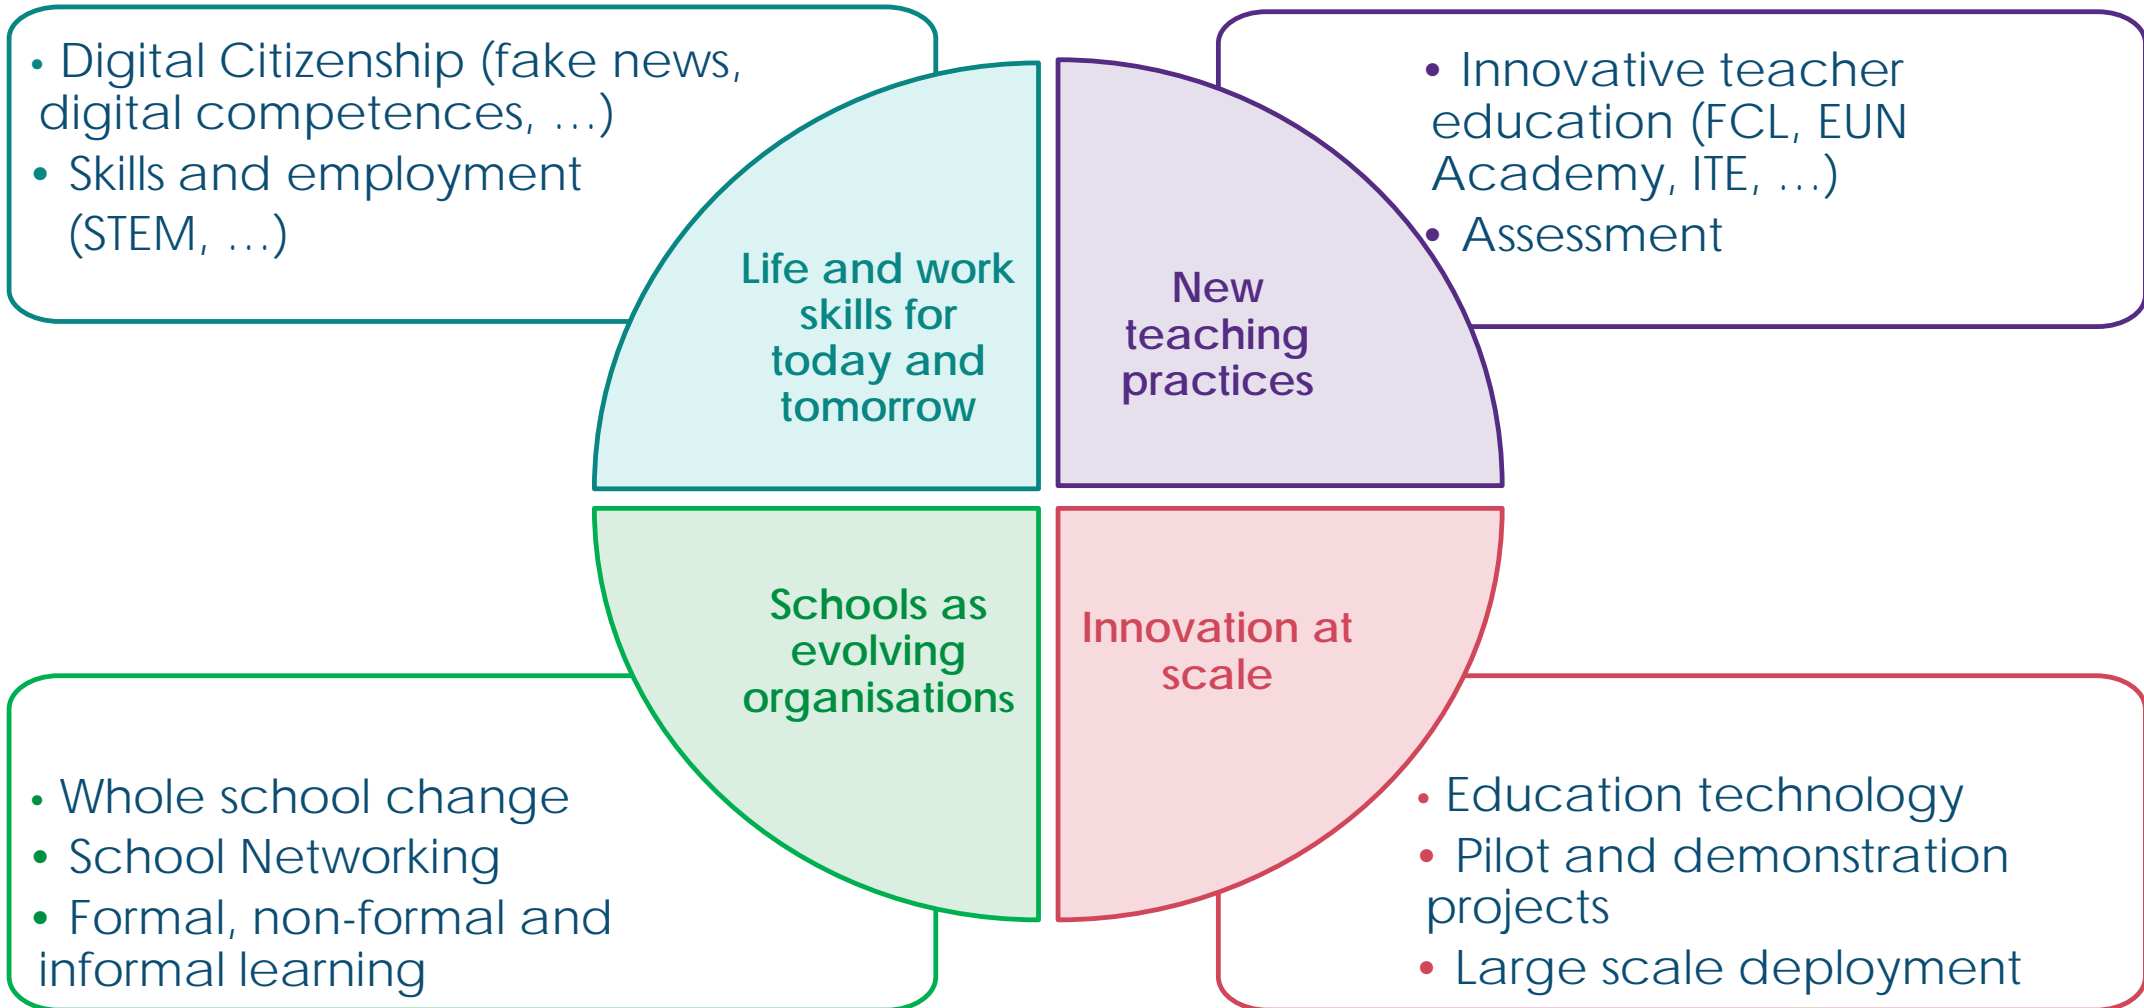 • Digital Citizenship (fake news,
digital competences, …)
• Skills and employment
(STEM, …)
• Innovative teacher
education (FCL, EUN
Academy, ITE, …)
• Assessment
Life and work
skills for
today and
tomorrow
New
teaching
practices
Schools as
evolving
organisations
Innovation at
scale
• Whole school change
• School Networking
• Formal, non-formal and
informal learning
• Education technology
• Pilot and demonstration
projects
• Large scale deployment